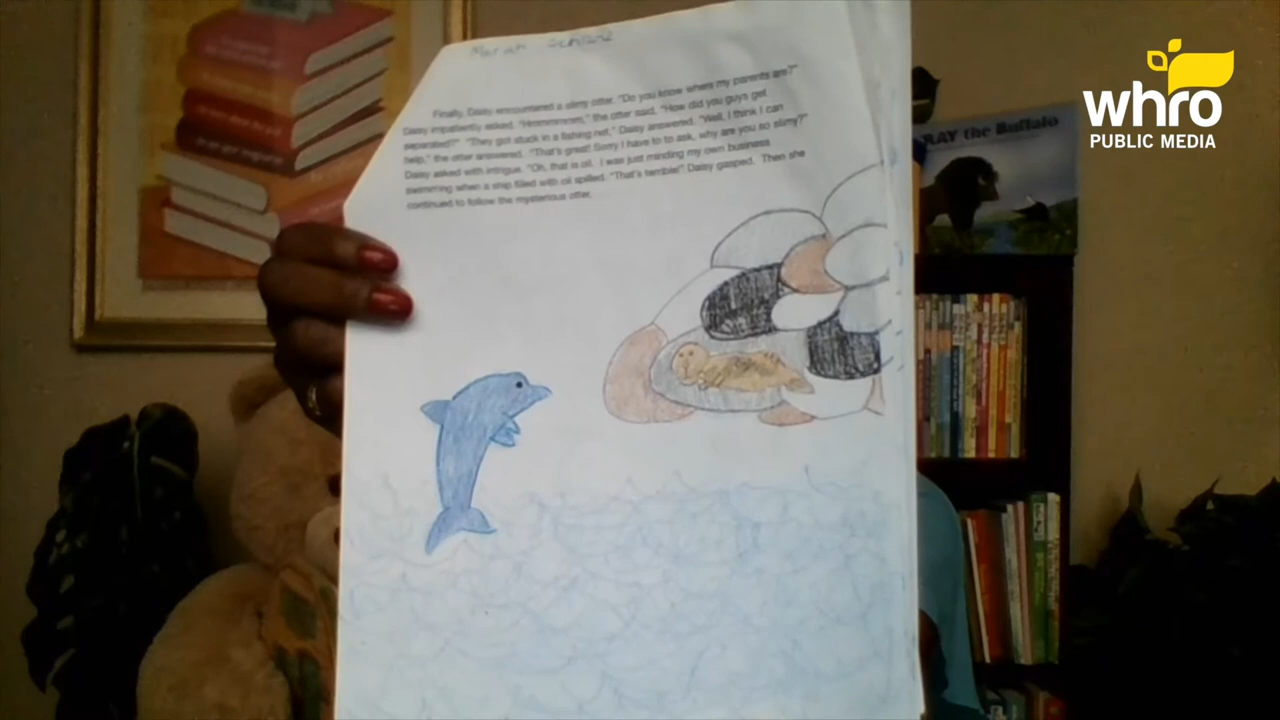 whro
PUBLIC MEDIA
RAY the Buffalo
Finally, Daisy encountered a slimy otter. "Do you know where my parents are?"
Daisy impatiently asked. "Hmmmmmm," the otter said. "How did you guys get
separated?" "They got stuck in a fishing net," Daisy answered. "Well, I think I can
help," the otter answered. "That's great! Sorry I have to to ask, why are you so slimy?"
Daisy asked with intrigue. "Oh, that is oil. I was just minding my own business
swimming when a ship filled with oil spilled. "That's terrible!" Daisy gasped. Then she
continued to follow the mysterious otter.